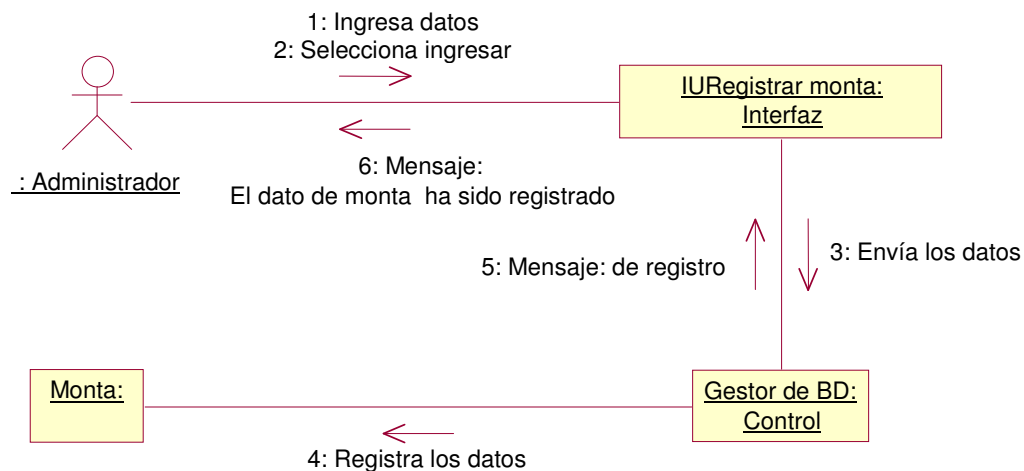 1: Ingresa datos
2: Selecciona ingresar
IURegistrar monta:
Interfaz
: Administrador
6: Mensaje:
El dato de monta ha sido registrado
5: Mensaje: de registro
3: Envía los datos
Monta:
Gestor de BD:
Control
4: Registra los datos